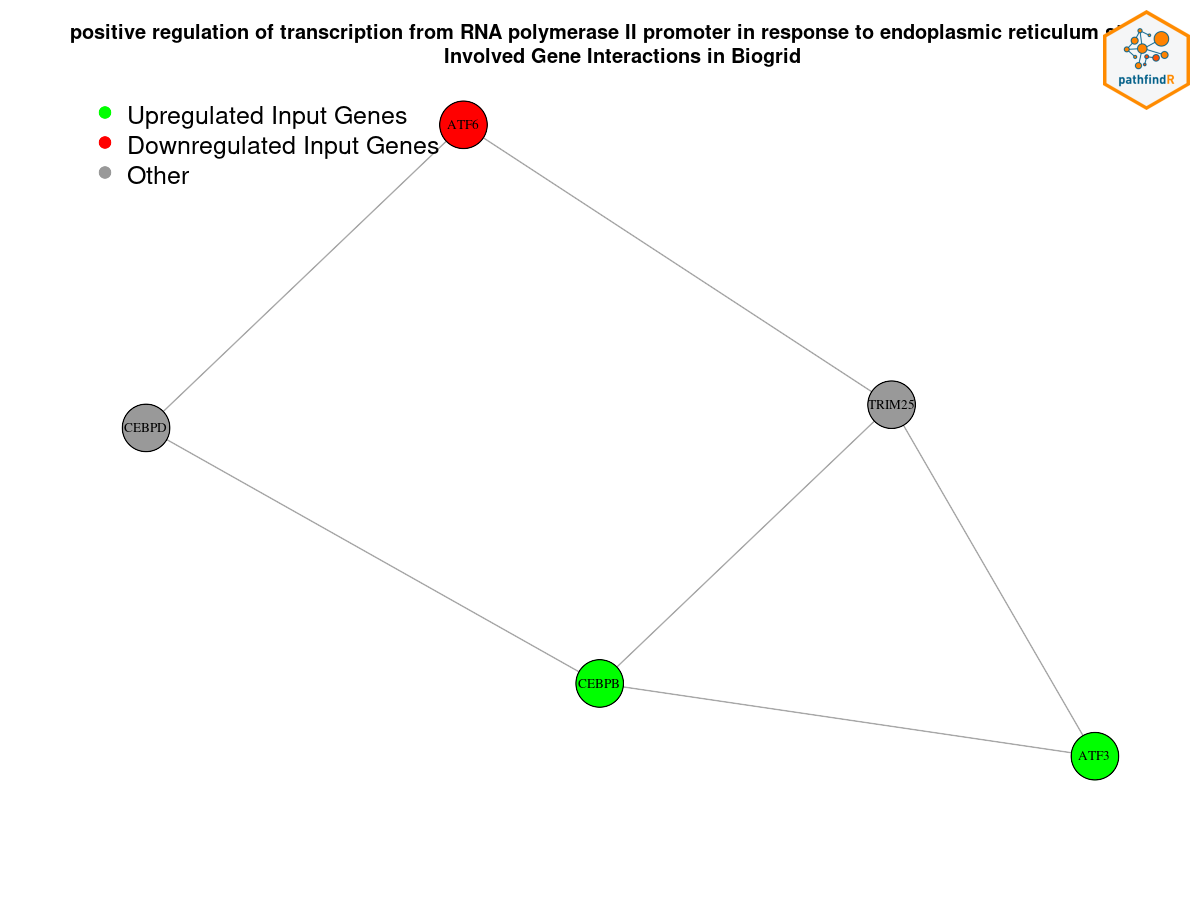 positive regulation of transcription from RNA polymerase II promoter in response to endoplasmic reticulum
Involved Gene Interactions in Biogrid
pathfindR
Upregulated Input Genes
Downregulated Input Genes
Other
ATF6
TRIM25
CEBPD
CEBPB
ATF3